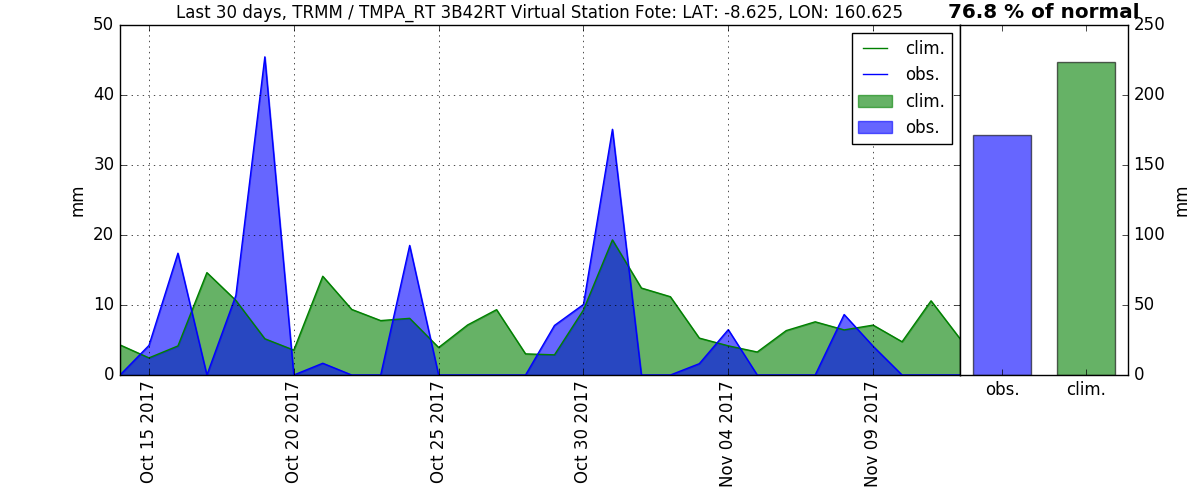 Last 30 days, TRMM / TMPA_RT 3B42RT Virtual Station Fote: LAT: -8.625, LON: 160.625
76.8 % of normal
50
40
30
20
10
0
mm
clim.
obs.
clim.
obs.
Oct 15 2017
Oct 20 2017
Oct 25 2017
Oct 30 2017
Nov 04 2017
Nov 09 2017
250
200
150
100
50
0
mm
obs.
clim.